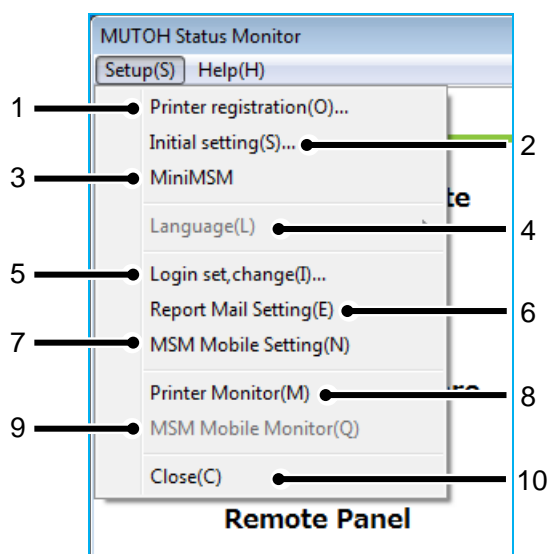 MUTOH Status Monitor
Setup(S) Help(H)
1 Printer registration(O)...
Initial setting(S)... 2
3 MiniMSM
te
Language(L) 4
5 Login set,change(I)...
Report Mail Setting(E) 6
7 MSM Mobile Setting(N)
Printer Monitor(M) 8
9 MSM Mobile Monitor(Q)
Close(C) 10
Remote Panel